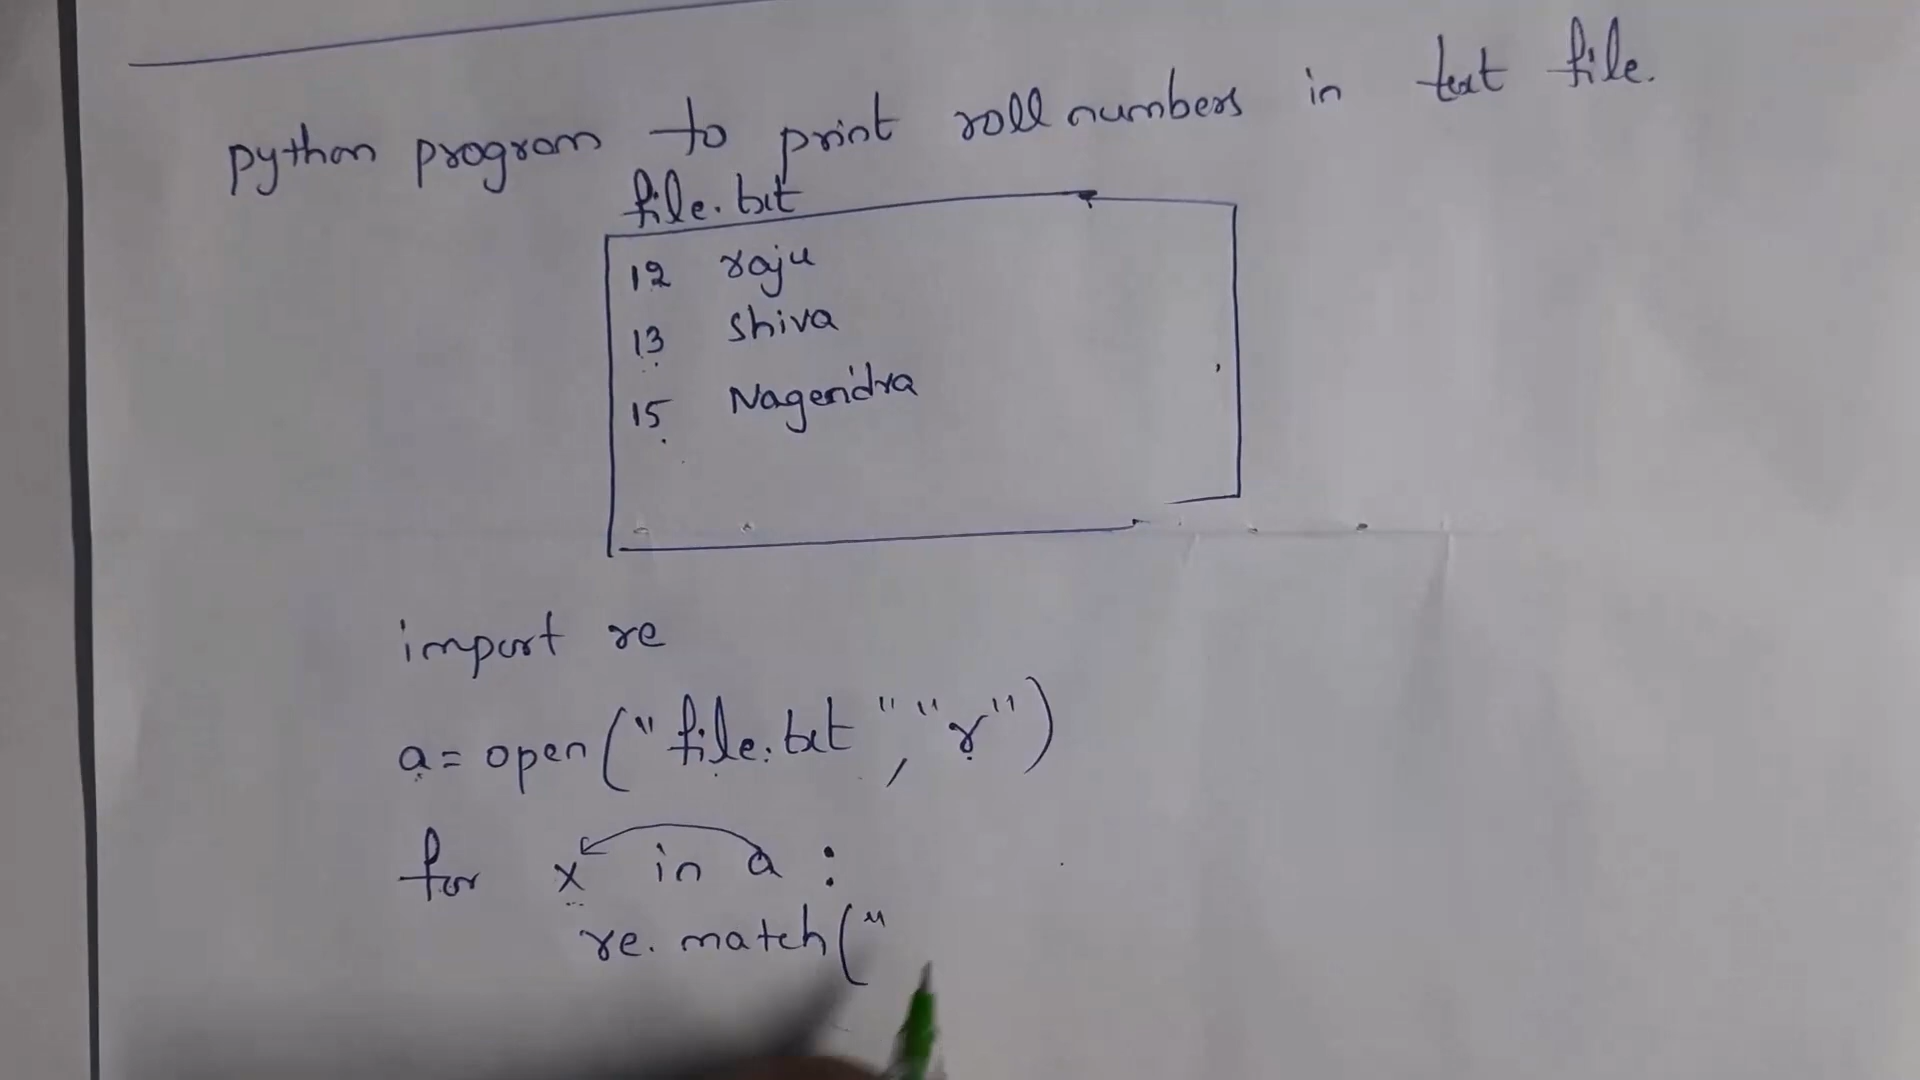 python program to print roll numbers in text file.
file.txt
12 raju
13 Shiva
15 Nagendra
import re
a = open("file.txt", "r")
for x in a :
re.match("